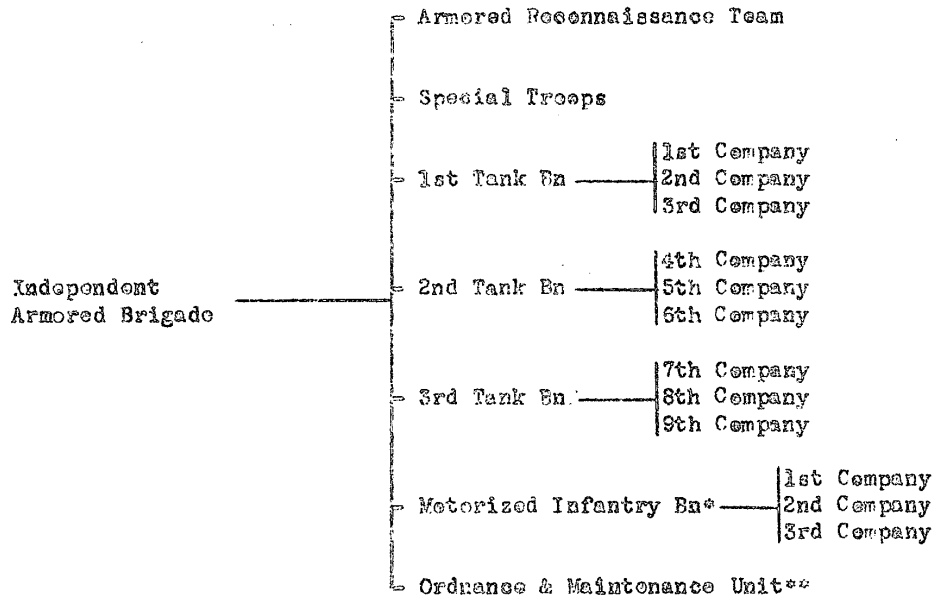 Armored Reconnaissance Team
Special Troops
1st Tank Bn
1st Company
2nd Company
3rd Company
Independent
Armored Brigade
2nd Tank Bn
4th Company
5th Company
6th Company
3rd Tank Bn
7th Company
8th Company
9th Company
Motorized Infantry Bn*
1st Company
2nd Company
3rd Company
Ordnance & Maintenance Unit**